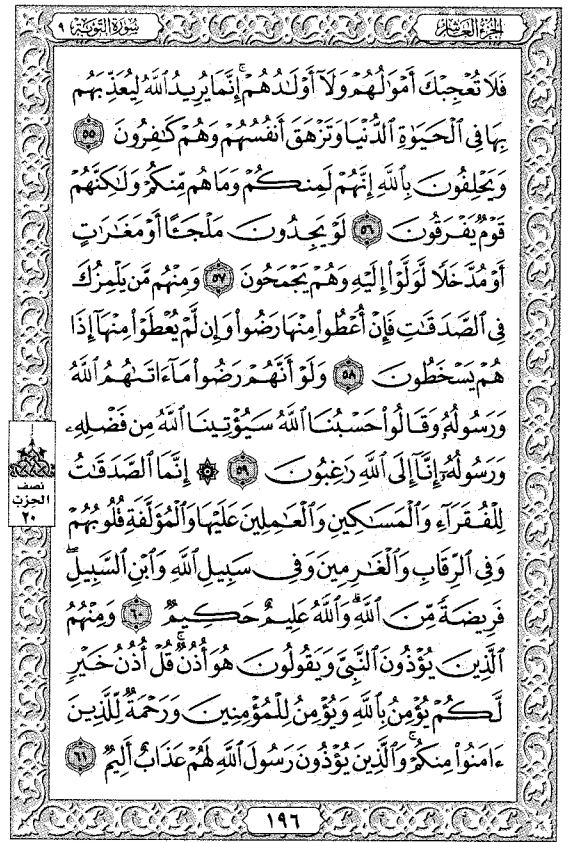 الجزء العاشر
سورة التوبة ٩
فَلَا تُعْجِبْكَ أَمْوَٰلُهُمْ وَلَآ أَوْلَٰدُهُمْ ۚ إِنَّمَا يُرِيدُ ٱللَّهُ لِيُعَذِّبَهُم
بِهَا فِى ٱلْحَيَوٰةِ ٱلدُّنْيَا وَتَزْهَقَ أَنفُسُهُمْ وَهُمْ كَٰفِرُونَ ٥٥
وَيَحْلِفُونَ بِٱللَّهِ إِنَّهُمْ لَمِنكُمْ وَمَا هُم مِّنكُمْ وَلَٰكِنَّهُمْ
قَوْمٌ يَفْرَقُونَ ٥٦ لَوْ يَجِدُونَ مَلْجَـًٔا أَوْ مَغَٰرَٰتٍ
أَوْ مُدَّخَلًا لَّوَلَّوْا۟ إِلَيْهِ وَهُمْ يَجْمَحُونَ ٥٧ وَمِنْهُم مَّن يَلْمِزُكَ
فِى ٱلصَّدَقَٰتِ فَإِنْ أُعْطُوا۟ مِنْهَا رَضُوا۟ وَإِن لَّمْ يُعْطَوْا۟ مِنْهَآ إِذَا
هُمْ يَسْخَطُونَ ٥٨ وَلَوْ أَنَّهُمْ رَضُوا۟ مَآ ءَاتَىٰهُمُ ٱللَّهُ
وَرَسُولُهُۥ وَقَالُوا۟ حَسْبُنَا ٱللَّهُ سَيُؤْتِينَا ٱللَّهُ مِن فَضْلِهِۦ
وَرَسُولُهُۥٓ إِنَّآ إِلَى ٱللَّهِ رَٰغِبُونَ ٥٩ ۞ إِنَّمَا ٱلصَّدَقَٰتُ
لِلْفُقَرَآءِ وَٱلْمَسَٰكِينِ وَٱلْعَٰمِلِينَ عَلَيْهَا وَٱلْمُؤَلَّفَةِ قُلُوبُهُمْ
وَفِى ٱلرِّقَابِ وَٱلْغَٰرِمِينَ وَفِى سَبِيلِ ٱللَّهِ وَٱبْنِ ٱلسَّبِيلِ ۖ
فَرِيضَةً مِّنَ ٱللَّهِ ۗ وَٱللَّهُ عَلِيمٌ حَكِيمٌ ٦٠ وَمِنْهُمُ
ٱلَّذِينَ يُؤْذُونَ ٱلنَّبِىَّ وَيَقُولُونَ هُوَ أُذُنٌ ۚ قُلْ أُذُنُ خَيْرٍ
لَّكُمْ يُؤْمِنُ بِٱللَّهِ وَيُؤْمِنُ لِلْمُؤْمِنِينَ وَرَحْمَةٌ لِّلَّذِينَ
ءَامَنُوا۟ مِنكُمْ ۚ وَٱلَّذِينَ يُؤْذُونَ رَسُولَ ٱللَّهِ لَهُمْ عَذَابٌ أَلِيمٌ ٦١
نصف
الحزب
٢٠
١٩٦